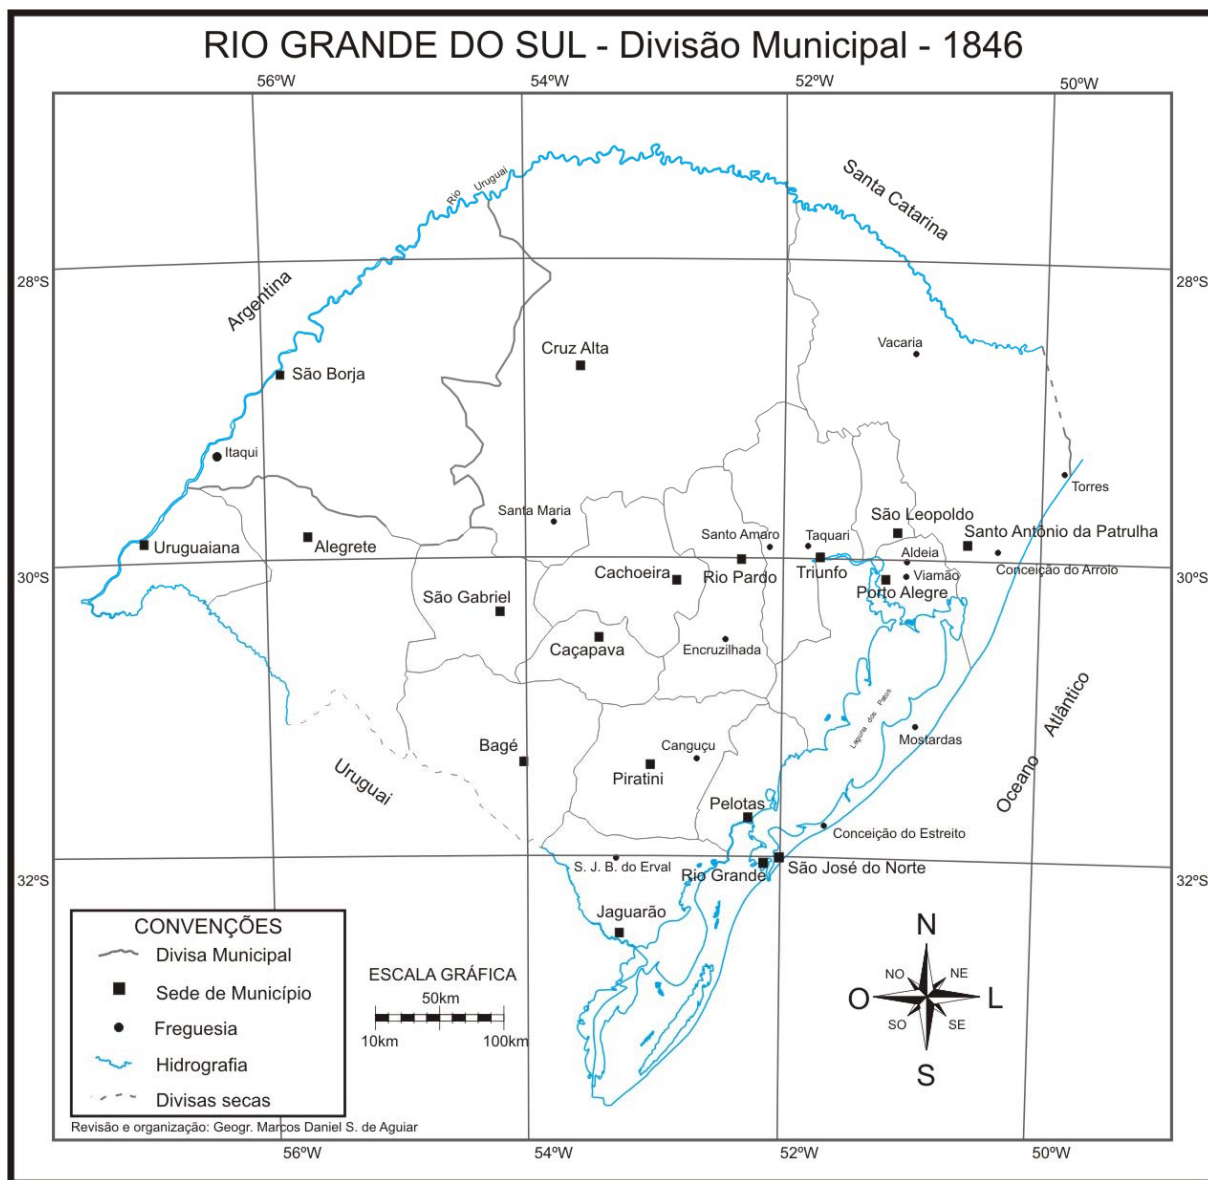 RIO GRANDE DO SUL - Divisão Municipal - 1846
56ºW
54ºW
52ºW
50ºW
Rio Uruguai
Santa Catarina
28ºS
28ºS
Argentina
Cruz Alta
Vacaria
São Borja
Itaqui
Torres
Santa Maria
São Leopoldo
Santo Amaro
Taquari
Santo Antônio da Patrulha
Uruguaiana
Alegrete
Aldeia
Cachoeira
Rio Pardo
Triunfo
Conceição do Arroio
30ºS
30ºS
Viamão
Porto Alegre
São Gabriel
Caçapava
Encruzilhada
Laguna dos Patos
Oceano Atlântico
Mostardas
Bagé
Canguçu
Uruguai
Piratini
Pelotas
Conceição do Estreito
S. J. B. do Erval
Rio Grande
São José do Norte
32ºS
32ºS
Jaguarão
CONVENÇÕES
Divisa Municipal
Sede de Município
Freguesia
Hidrografia
Divisas secas
ESCALA GRÁFICA
50km
10km
100km
N
NO
NE
O
L
SO
SE
S
Revisão e organização: Geogr. Marcos Daniel S. de Aguiar
56ºW
54ºW
52ºW
50ºW